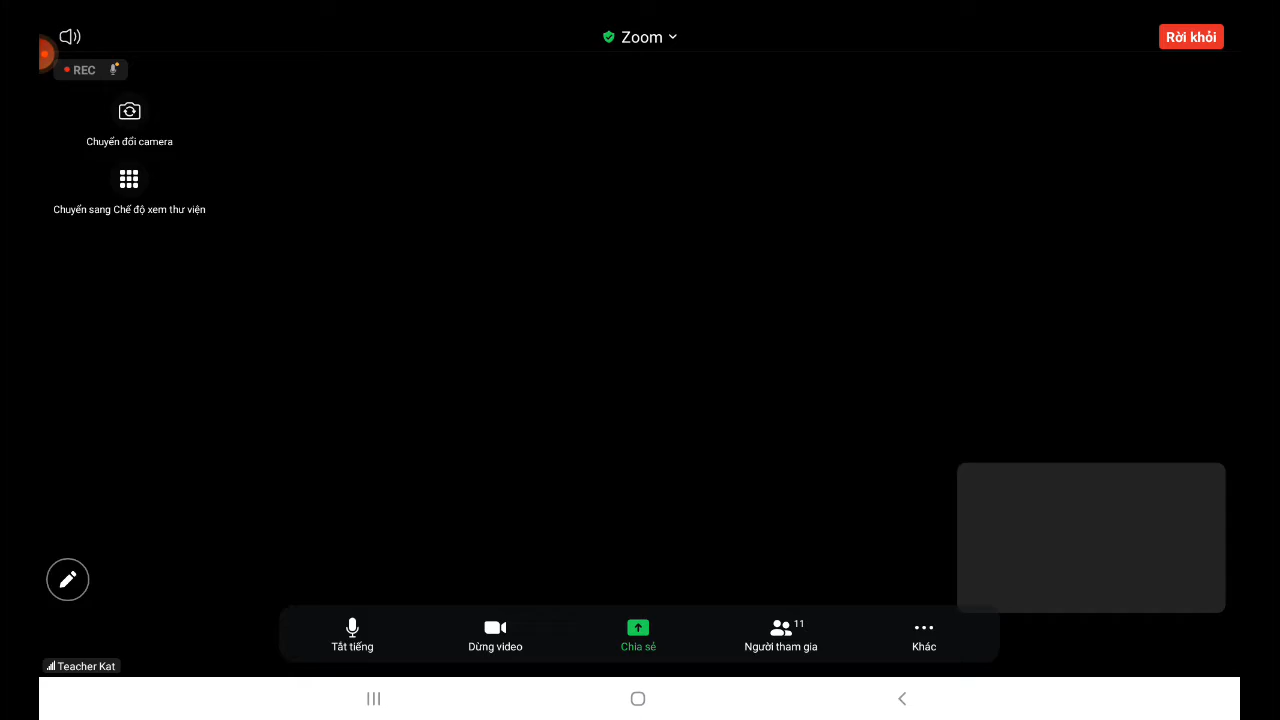 Zoom
Rời khỏi
REC
Chuyển đổi camera
Chuyển sang Chế độ xem thư viện
Tắt tiếng
Dừng video
Chia sẻ
11
Người tham gia
Khác
Teacher Kat